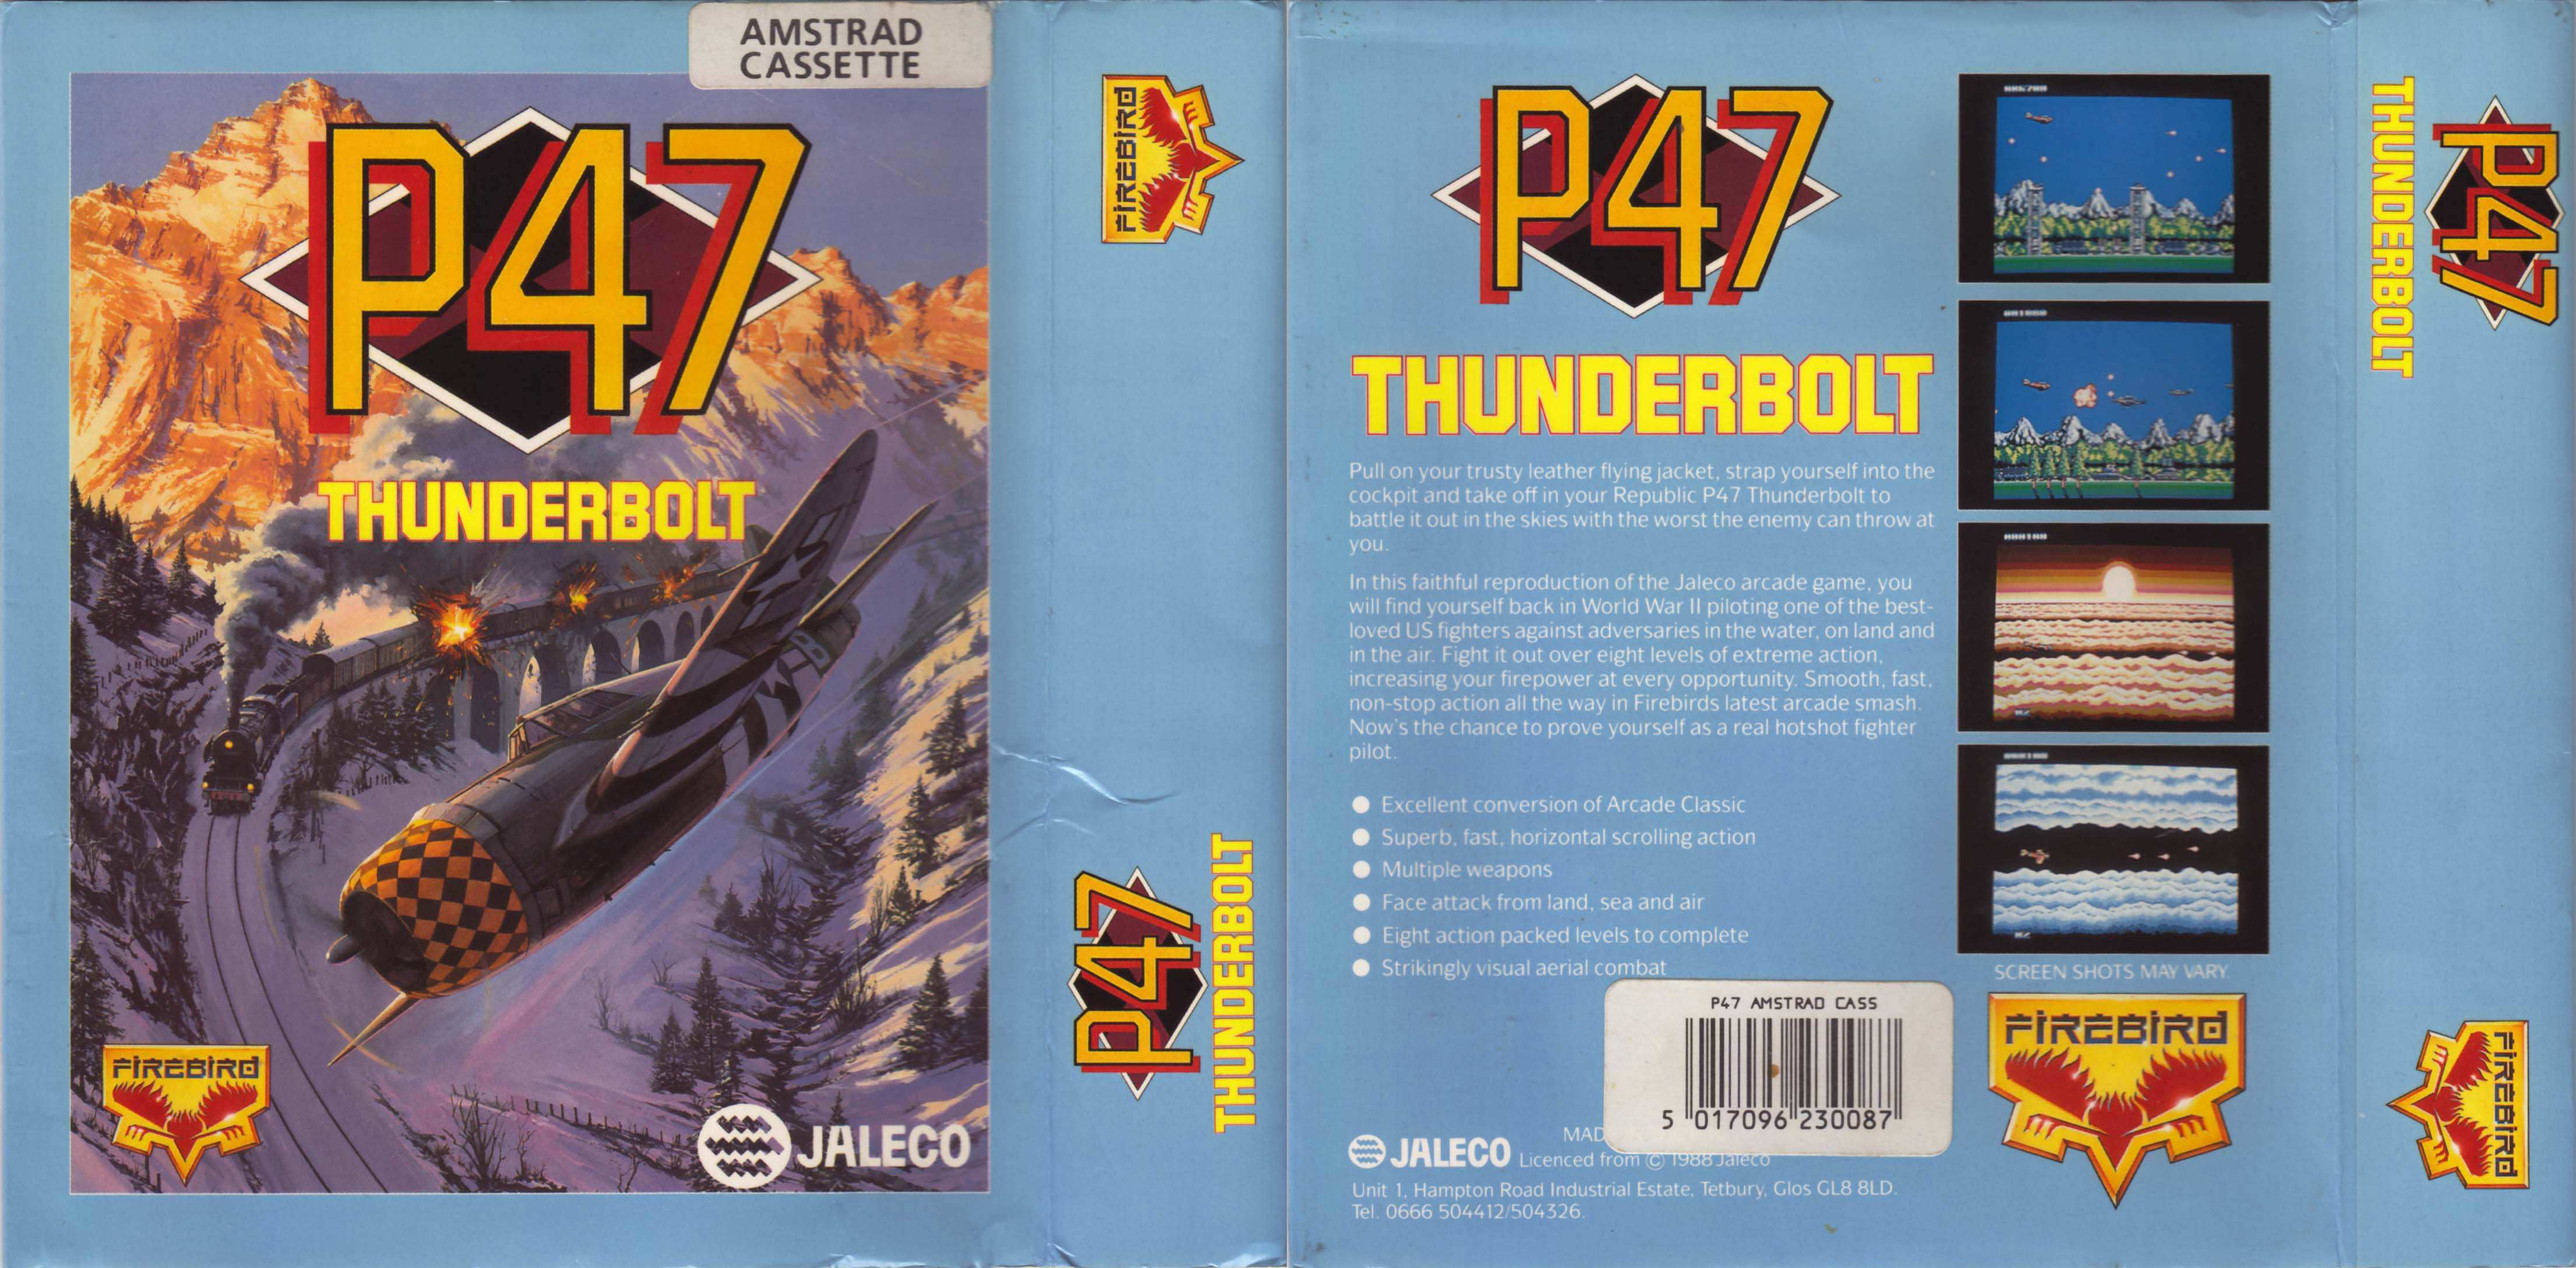 AMSTRAD
CASSETTE
P47
THUNDERBOLT
FIREBIRD
JALECO
FIREBIRD
P47
THUNDERBOLT
P47
THUNDERBOLT
Pull on your trusty leather flying jacket, strap yourself into the
cockpit and take off in your Republic P47 Thunderbolt to
battle it out in the skies with the worst the enemy can throw at
you.
In this faithful reproduction of the Jaleco arcade game, you
will find yourself back in World War II piloting one of the best-
loved US fighters against adversaries in the water, on land and
in the air. Fight it out over eight levels of extreme action,
increasing your firepower at every opportunity. Smooth, fast,
non-stop action all the way in Firebirds latest arcade smash.
Now's the chance to prove yourself as a real hotshot fighter
pilot.
● Excellent conversion of Arcade Classic
● Superb, fast, horizontal scrolling action
● Multiple weapons
● Face attack from land, sea and air
● Eight action packed levels to complete
● Strikingly visual aerial combat
SCREEN SHOTS MAY VARY.
FIREBIRD
P47 AMSTRAD CASS
5 017096 230087
JALECO
MAD
Licenced from © 1988 Jaleco
Unit 1, Hampton Road Industrial Estate, Tetbury, Glos GL8 8LD.
Tel. 0666 504412/504326.
P47
THUNDERBOLT
FIREBIRD